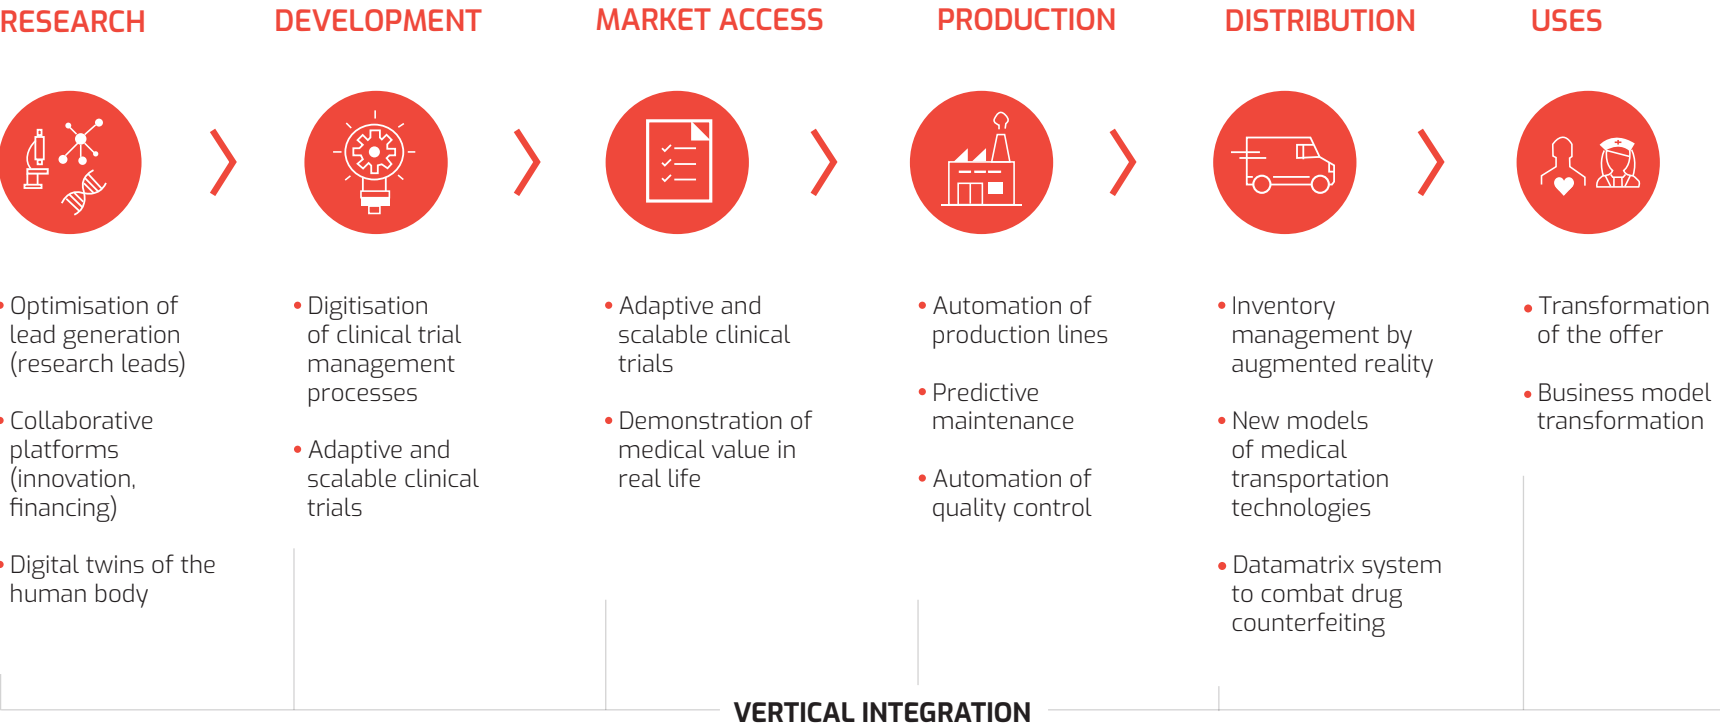 RESEARCH
DEVELOPMENT
MARKET ACCESS
PRODUCTION
DISTRIBUTION
USES
• Optimisation of
lead generation
(research leads)
• Collaborative
platforms
(innovation,
financing)
• Digital twins of the
human body
• Digitisation
of clinical trial
management
processes
• Adaptive and
scalable clinical
trials
• Adaptive and
scalable clinical
trials
• Demonstration of
medical value in
real life
• Automation of
production lines
• Predictive
maintenance
• Automation of
quality control
• Inventory
management by
augmented reality
• New models
of medical
transportation
technologies
• Datamatrix system
to combat drug
counterfeiting
• Transformation
of the offer
• Business model
transformation
VERTICAL INTEGRATION